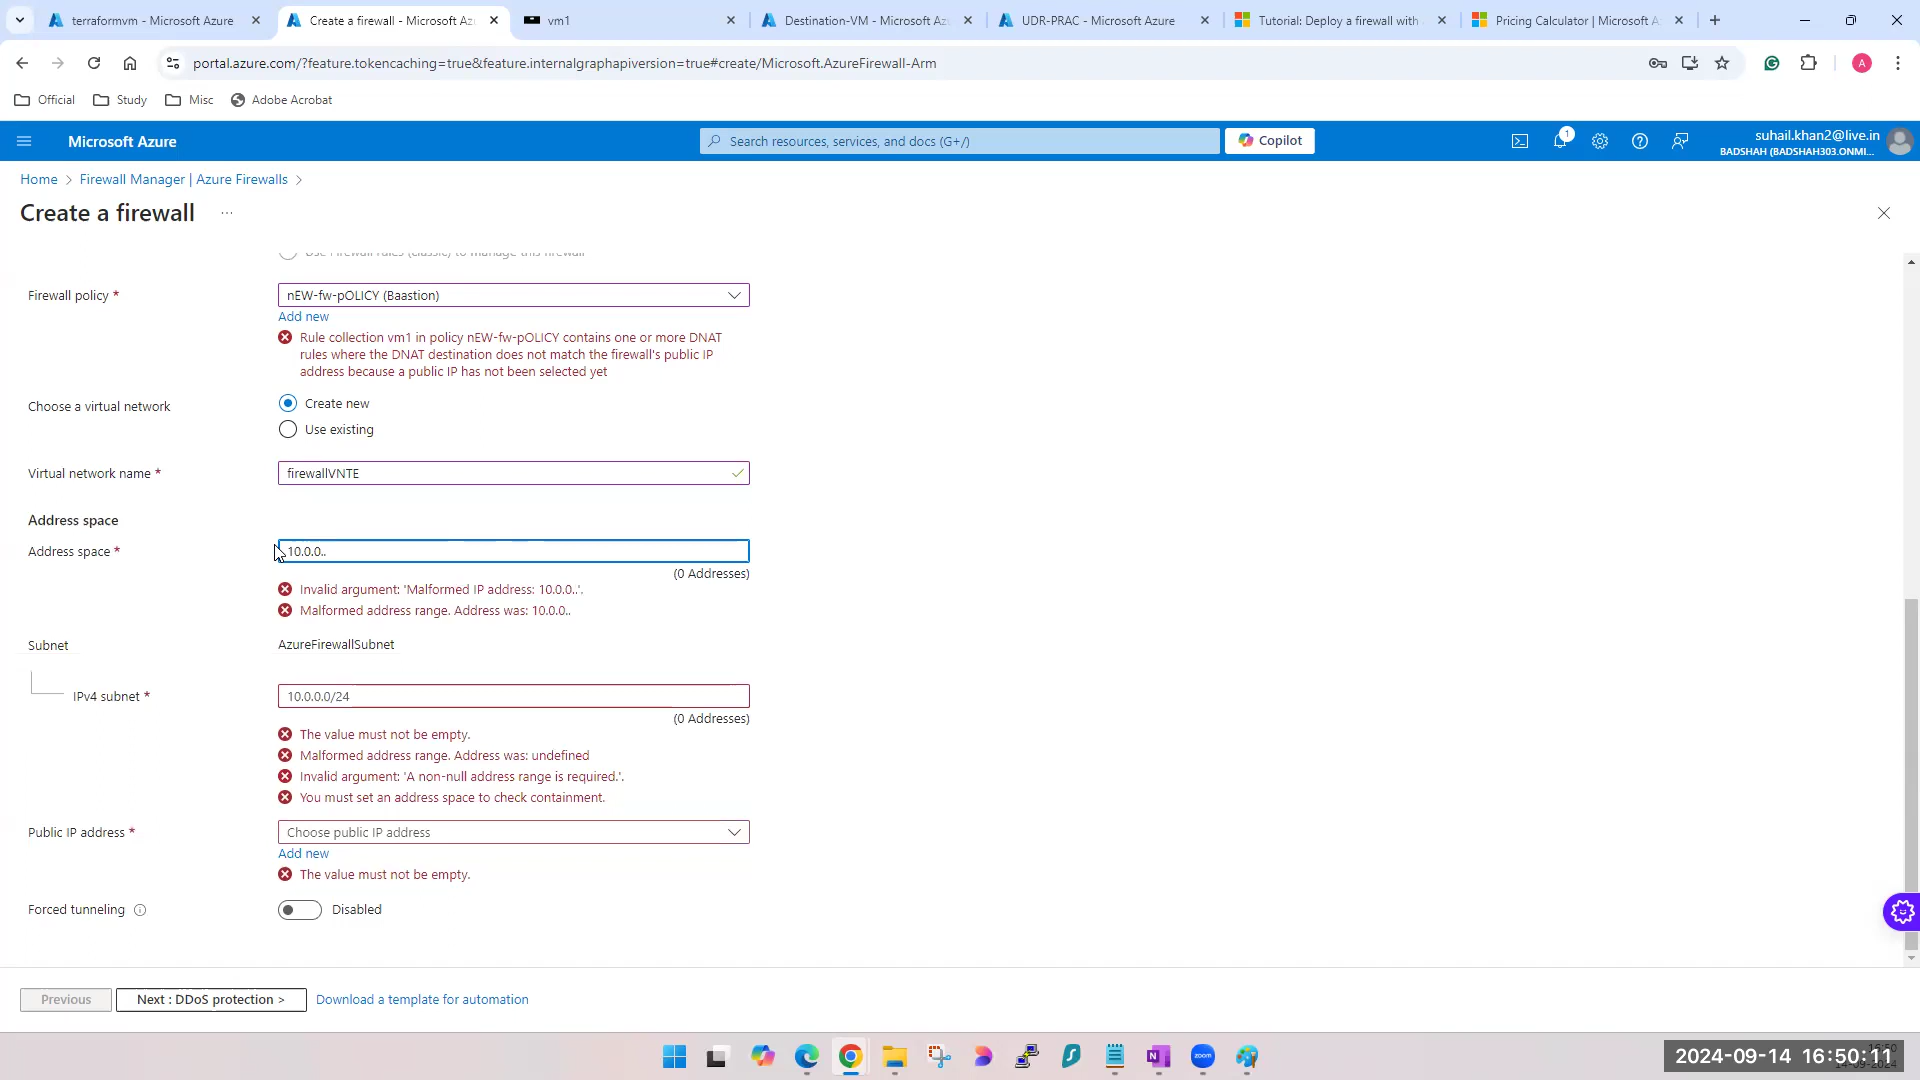 terraformvm - Microsoft Azure
Create a firewall - Microsoft Az
vm1
Destination-VM - Microsoft Az
UDR-PRAC - Microsoft Azure
Tutorial: Deploy a firewall with
Pricing Calculator | Microsoft A
portal.azure.com/?feature.tokencaching=true&feature.internalgraphapiversion=true#create/Microsoft.AzureFirewall-Arm
A
Official
Study
Misc
Adobe Acrobat
Microsoft Azure
Search resources, services, and docs (G+/)
Copilot
1
suhail.khan2@live.in
BADSHAH (BADSHAH303.ONMI...
Home > Firewall Manager | Azure Firewalls >
Create a firewall ...
Use Firewall rules (classic) to manage this firewall
Firewall policy *
nEW-fw-pOLICY (Baastion)
Add new
Rule collection vm1 in policy nEW-fw-pOLICY contains one or more DNAT
rules where the DNAT destination does not match the firewall's public IP
address because a public IP has not been selected yet
Choose a virtual network
Create new
Use existing
Virtual network name *
firewallVNTE
Address space
Address space *
10.0.0..
(0 Addresses)
Invalid argument: 'Malformed IP address: 10.0.0..'.
Malformed address range. Address was: 10.0.0..
Subnet
AzureFirewallSubnet
IPv4 subnet *
10.0.0.0/24
(0 Addresses)
The value must not be empty.
Malformed address range. Address was: undefined
Invalid argument: 'A non-null address range is required.'.
You must set an address space to check containment.
Public IP address *
Choose public IP address
Add new
The value must not be empty.
Forced tunneling
Disabled
Previous
Next : DDoS protection >
Download a template for automation
zoom
2024-09-14 16:50:11